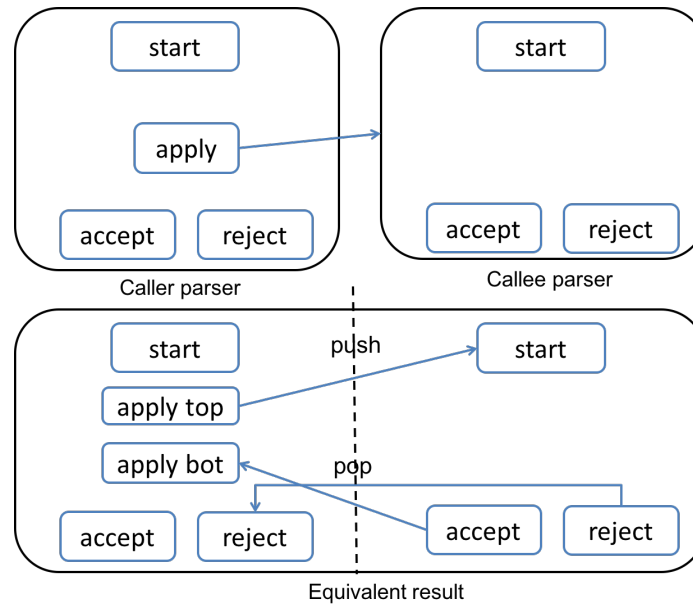 start
start
apply
accept
reject
accept
reject
Caller parser
Callee parser
start
push
start
apply top
apply bot
pop
accept
reject
accept
reject
Equivalent result